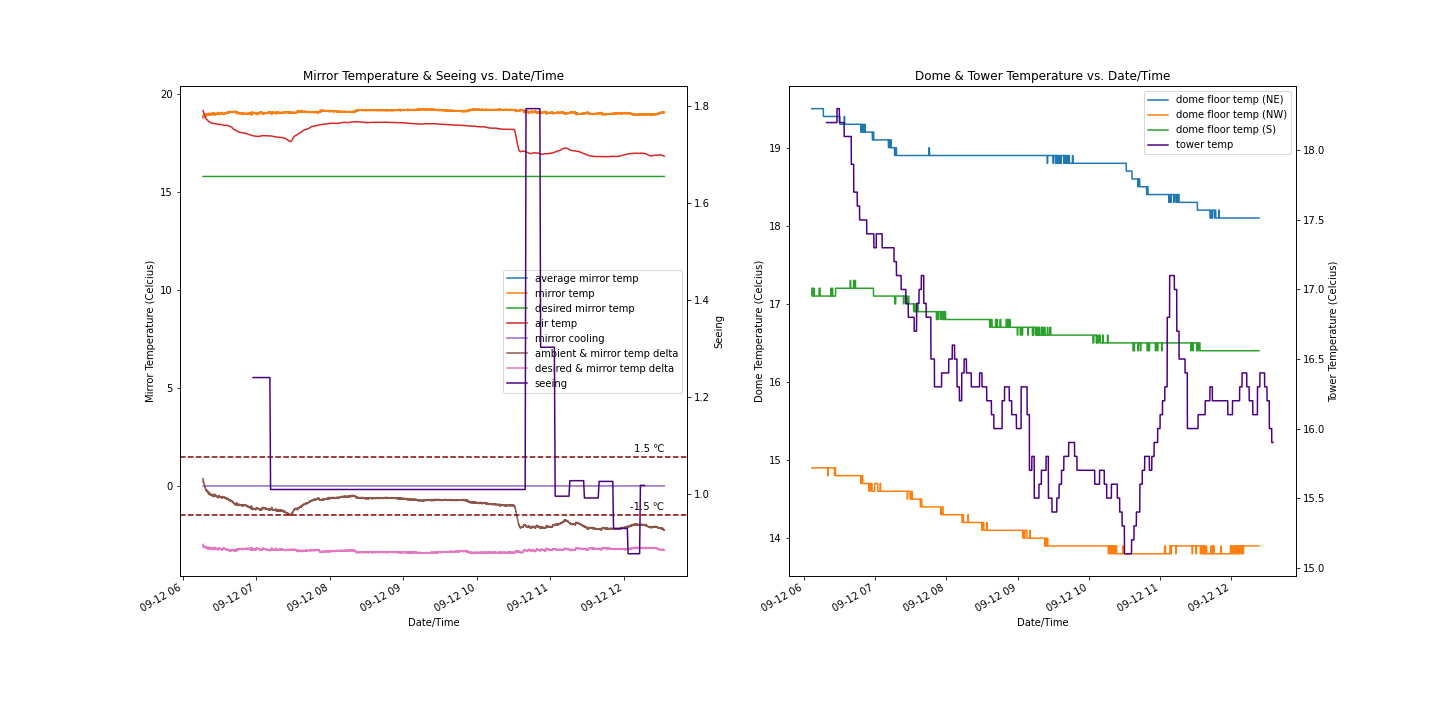 Mirror Temperature & Seeing vs. Date/Time
20
15
10
5
0
Mirror Temperature (Celcius)
1.8
1.6
1.4
1.2
1.0
Seeing
average mirror temp
mirror temp
desired mirror temp
air temp
mirror cooling
ambient & mirror temp delta
desired & mirror temp delta
seeing
1.5 °C
-1.5 °C
09-12 06
09-12 07
09-12 08
09-12 09
09-12 10
09-12 11
09-12 12
Date/Time
Dome & Tower Temperature vs. Date/Time
19
18
17
16
15
14
Dome Temperature (Celcius)
dome floor temp (NE)
dome floor temp (NW)
dome floor temp (S)
tower temp
18.0
17.5
17.0
16.5
16.0
15.5
15.0
Tower Temperature (Celcius)
09-12 06
09-12 07
09-12 08
09-12 09
09-12 10
09-12 11
09-12 12
Date/Time